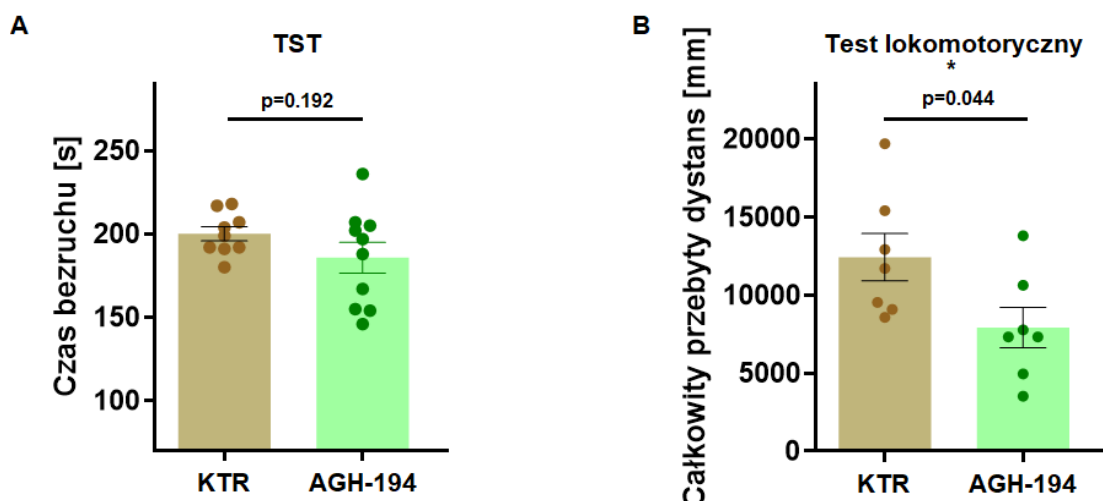 A
TST
p=0.192
Czas bezruchu [s]
250
200
150
100
KTR
AGH-194
B
Test lokomotoryczny
*
p=0.044
Całkowity przebyty dystans [mm]
20000
15000
10000
5000
0
KTR
AGH-194